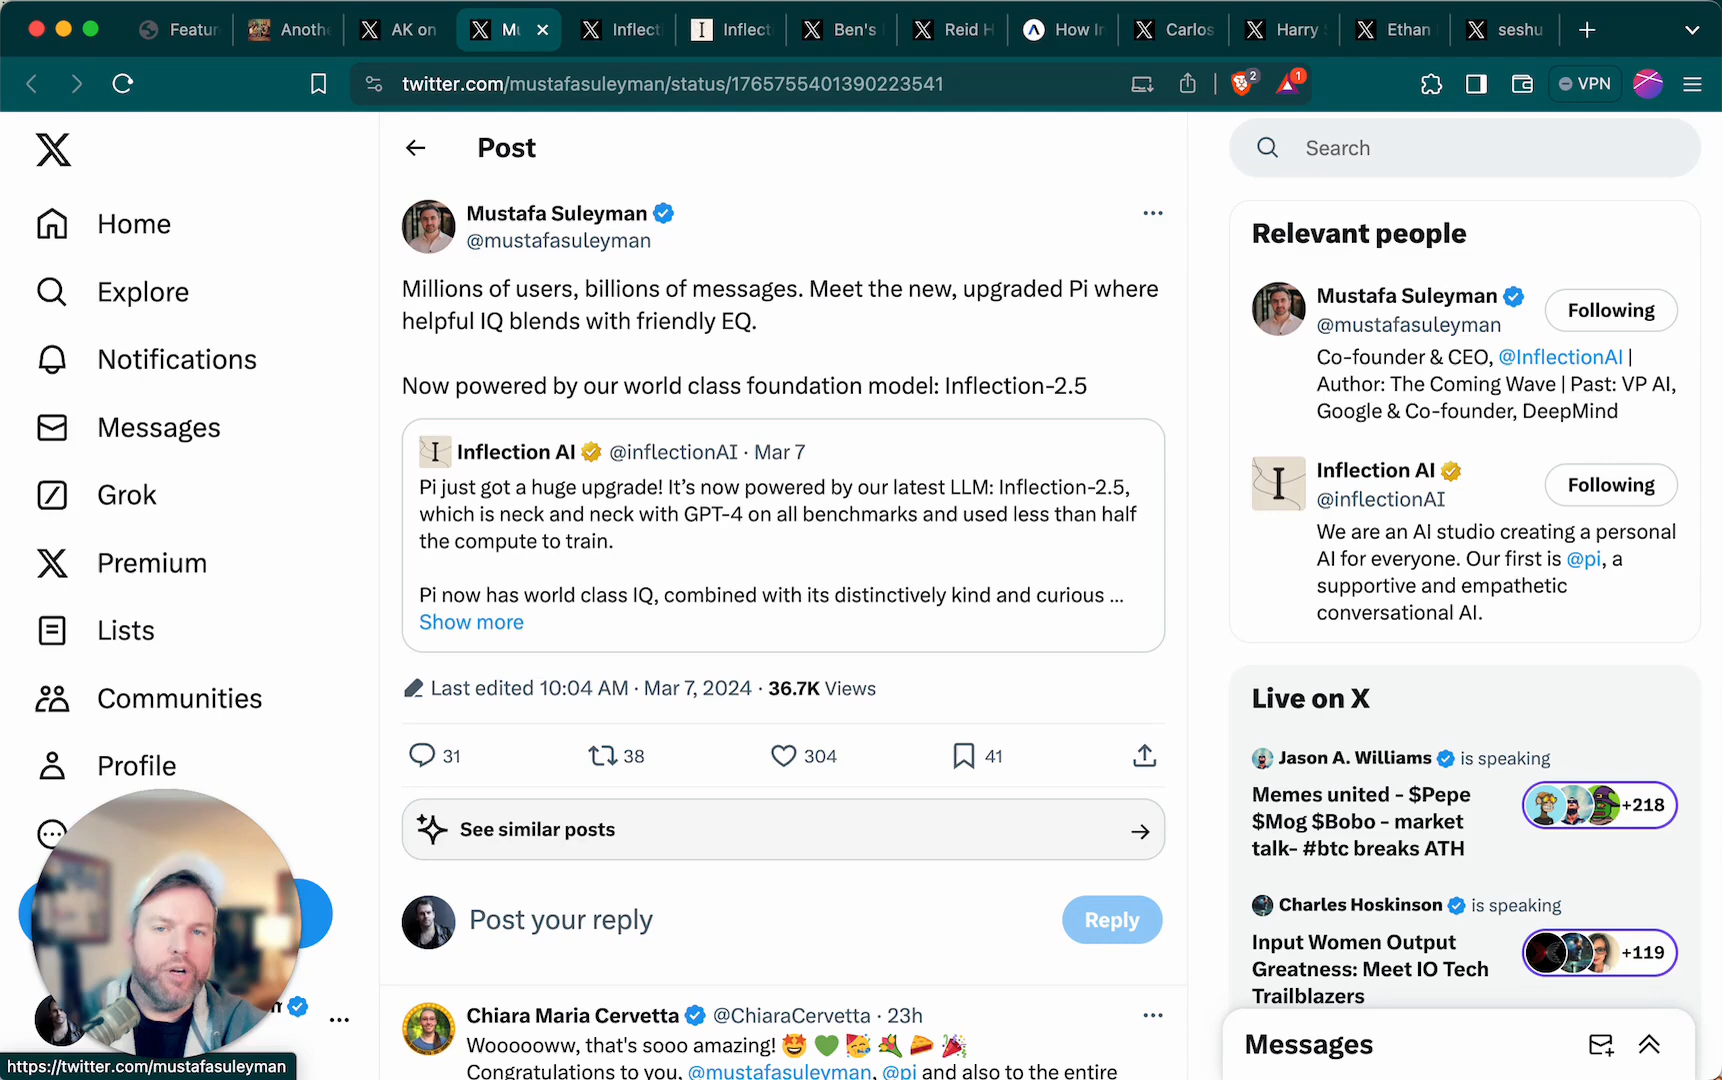 Featur
Anoth
AK on
Mu
Inflecti
Inflect
Ben's
Reid H
How In
Carlos
Harry
Ethan
seshu
twitter.com/mustafasuleyman/status/1765755401390223541
2
1
VPN
Home
Explore
Notifications
Messages
Grok
Premium
Lists
Communities
Profile
https://twitter.com/mustafasuleyman
Post
Mustafa Suleyman
@mustafasuleyman
Millions of users, billions of messages. Meet the new, upgraded Pi where
helpful IQ blends with friendly EQ.
Now powered by our world class foundation model: Inflection-2.5
Inflection AI @inflectionAI · Mar 7
Pi just got a huge upgrade! It's now powered by our latest LLM: Inflection-2.5,
which is neck and neck with GPT-4 on all benchmarks and used less than half
the compute to train.
Pi now has world class IQ, combined with its distinctively kind and curious ...
Show more
Last edited 10:04 AM · Mar 7, 2024 · 36.7K Views
31
38
304
41
See similar posts
Post your reply
Reply
Chiara Maria Cervetta @ChiaraCervetta · 23h
Woooooww, that's sooo amazing! 🤩 💚 🥳 💐 🍰 🎉
Congratulations to you, @mustafasuleyman, @pi and also to the entire
Search
Relevant people
Mustafa Suleyman
@mustafasuleyman
Following
Co-founder & CEO, @InflectionAI |
Author: The Coming Wave | Past: VP AI,
Google & Co-founder, DeepMind
Inflection AI
@inflectionAI
Following
We are an AI studio creating a personal
AI for everyone. Our first is @pi, a
supportive and empathetic
conversational AI.
Live on X
Jason A. Williams is speaking
Memes united - $Pepe
$Mog $Bobo - market
talk- #btc breaks ATH
+218
Charles Hoskinson is speaking
Input Women Output
Greatness: Meet IO Tech
Trailblazers
+119
Messages